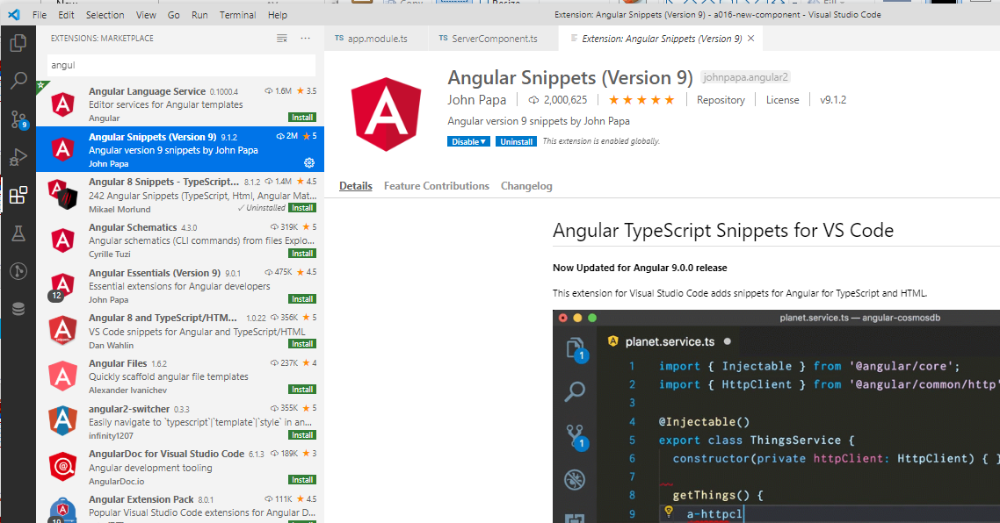 File Edit Selection View Go Run Terminal Help
Extension: Angular Snippets (Version 9) - a016-new-component - Visual Studio Code
EXTENSIONS: MARKETPLACE
TS app.module.ts
TS ServerComponent.ts
Extension: Angular Snippets (Version 9)
angul
Angular Language Service 0.1000.4 1.6M 3.5
Editor services for Angular templates
Angular Install
Angular Snippets (Version 9) 9.1.2 2M 5
Angular version 9 snippets by John Papa
John Papa
Angular 8 Snippets - TypeScript... 8.1.2 1.4M 4.5
242 Angular Snippets (TypeScript, Html, Angular Mat...
Mikael Morlund ✓ Uninstalled Install
Angular Schematics 4.3.0 319K 5
Angular schematics (CLI commands) from files Explo...
Cyrille Tuzi Install
Angular Essentials (Version 9) 9.0.1 475K 4.5
Essential extensions for Angular developers
12
John Papa Install
Angular 8 and TypeScript/HTM... 1.0.22 356K 5
VS Code snippets for Angular and TypeScript/HTML
Dan Wahlin Install
Angular Files 1.6.2 237K 4
Quickly scaffold angular file templates
Alexander Ivanichev Install
angular2-switcher 0.3.3 355K 5
Easily navigate to `typescript`|`template`|`style` in an...
infinity1207 Install
AngularDoc for Visual Studio Code 6.1.3 189K 3
Angular development tooling
AngularDoc.io Install
Angular Extension Pack 8.0.1 111K 4.5
Popular Visual Studio Code extensions for Angular D...
9
Angular Snippets (Version 9) johnpapa.angular2
John Papa 2,000,625 Repository License v9.1.2
Angular version 9 snippets by John Papa
Disable Uninstall This extension is enabled globally.
Details Feature Contributions Changelog
Angular TypeScript Snippets for VS Code
Now Updated for Angular 9.0.0 release
This extension for Visual Studio Code adds snippets for Angular for TypeScript and HTML.
planet.service.ts — angular-cosmosdb
planet.service.ts
1
1
1 import { Injectable } from '@angular/core';
2 import { HttpClient } from '@angular/common/http'
3
4 @Injectable()
5 export class ThingsService {
6 constructor(private httpClient: HttpClient) { }
7
8 getThings() {
9 a-httpcl